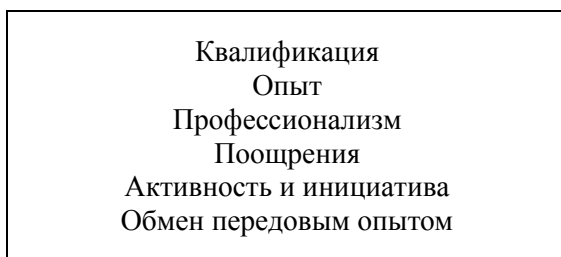 Квалификация
Опыт
Профессионализм
Поощрения
Активность и инициатива
Обмен передовым опытом